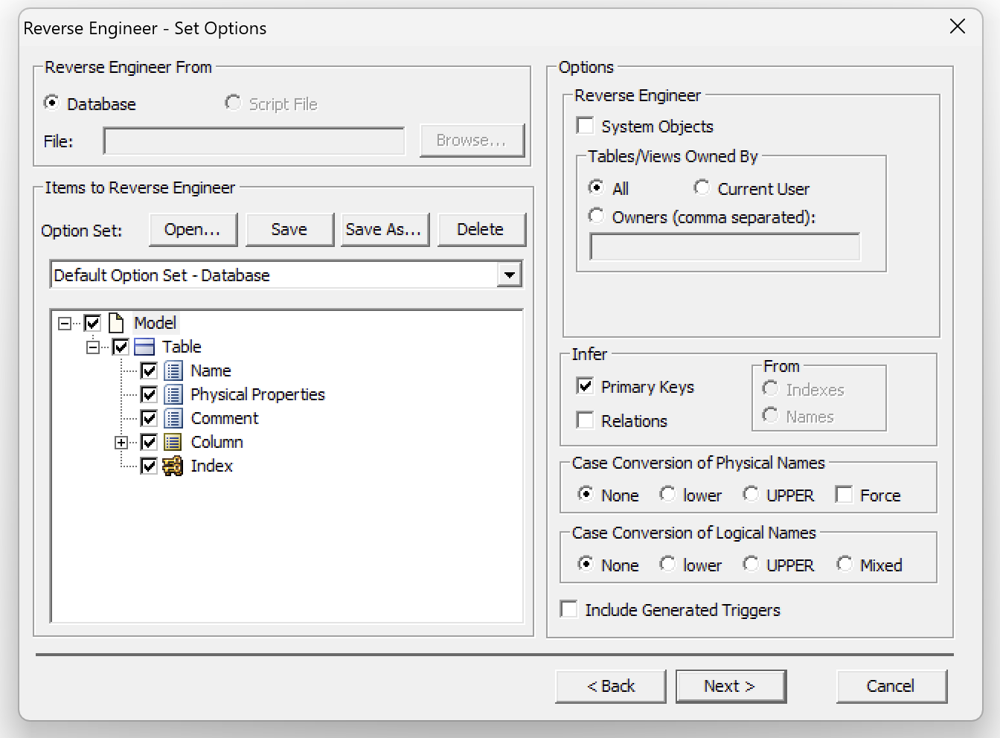 Reverse Engineer - Set Options
Reverse Engineer From
Database
Script File
File:
Browse...
Items to Reverse Engineer
Option Set:
Open...
Save
Save As...
Delete
Default Option Set - Database
Model
Table
Name
Physical Properties
Comment
Column
Index
Options
Reverse Engineer
System Objects
Tables/Views Owned By
All
Current User
Owners (comma separated):
Infer
Primary Keys
Relations
From
Indexes
Names
Case Conversion of Physical Names
None
lower
UPPER
Force
Case Conversion of Logical Names
None
lower
UPPER
Mixed
Include Generated Triggers
< Back
Next >
Cancel